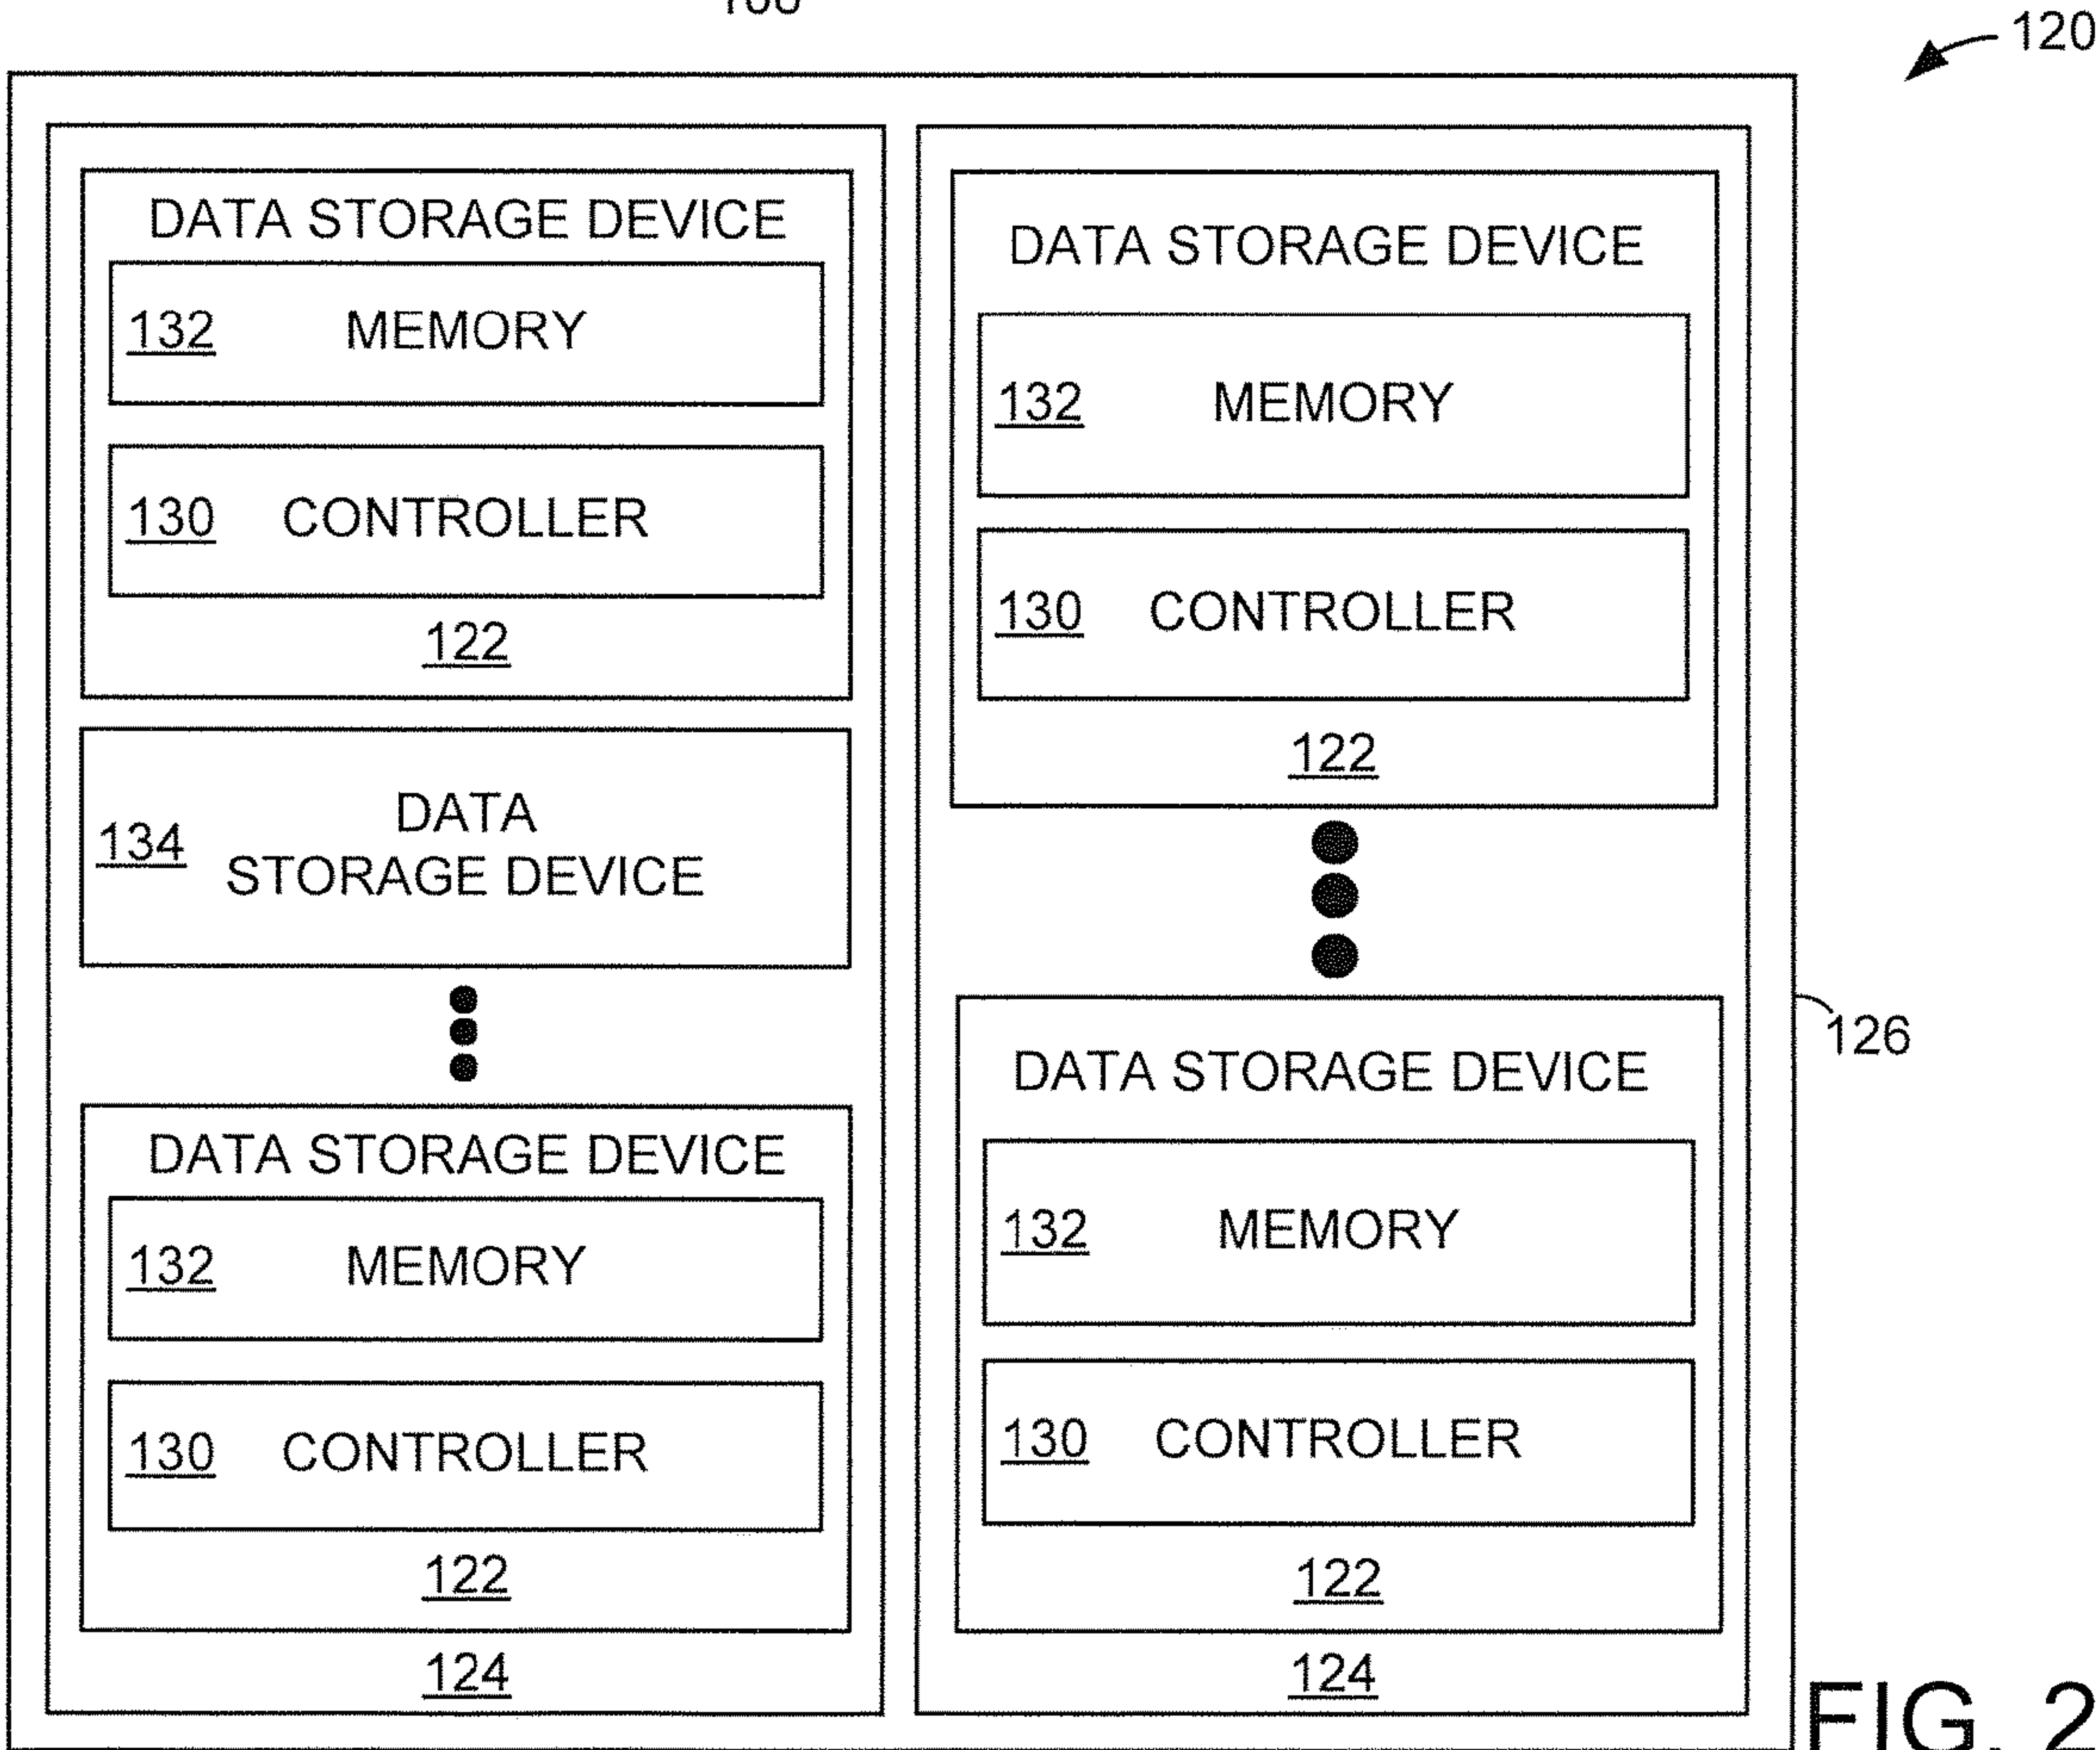 120
DATA STORAGE DEVICE
132 MEMORY
130 CONTROLLER
122
134
DATA
STORAGE DEVICE
DATA STORAGE DEVICE
132 MEMORY
130 CONTROLLER
122
124
DATA STORAGE DEVICE
132 MEMORY
130 CONTROLLER
122
DATA STORAGE DEVICE
132 MEMORY
130 CONTROLLER
122
124
126
FIG. 2